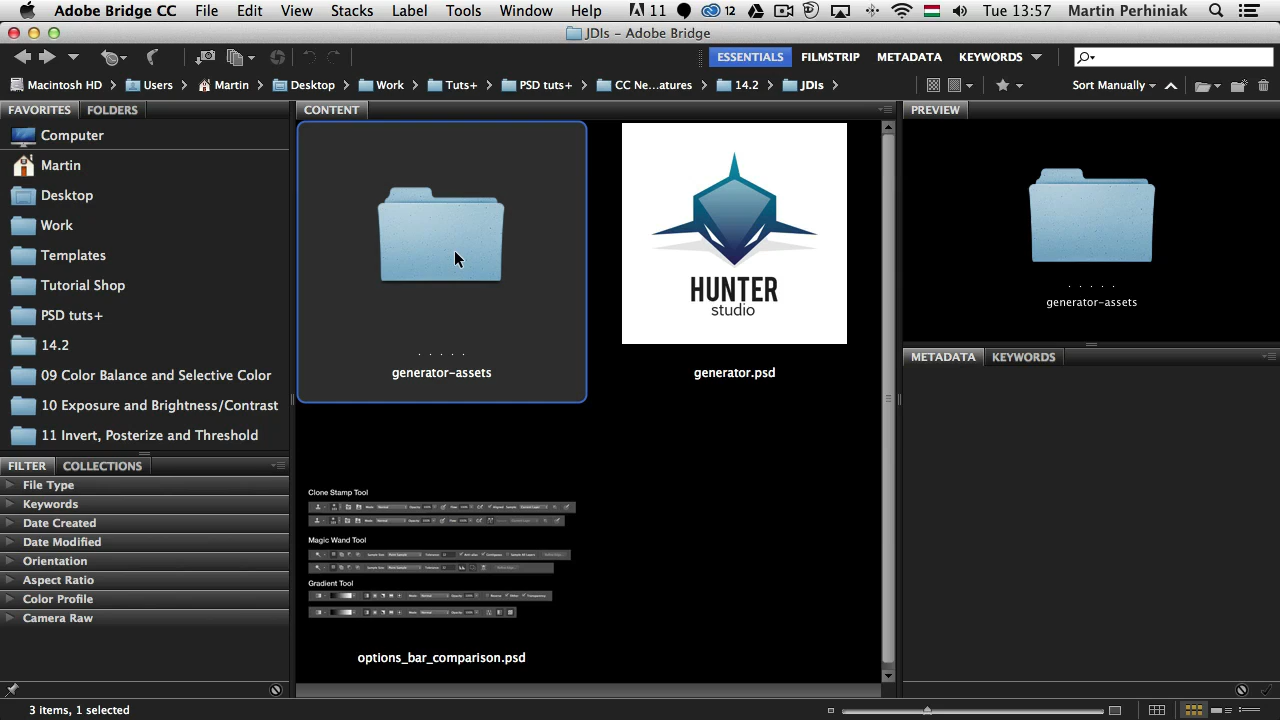 Adobe Bridge CC File Edit View Stacks Label Tools Window Help 11 12 Tue 13:57 Martin Perhiniak
JDIs – Adobe Bridge
ESSENTIALS FILMSTRIP METADATA KEYWORDS
Macintosh HD Users Martin Desktop Work Tuts+ PSD tuts+ CC Ne...atures 14.2 JDIs Sort Manually
FAVORITES FOLDERS
Computer
Martin
Desktop
Work
Templates
Tutorial Shop
PSD tuts+
14.2
09 Color Balance and Selective Color
10 Exposure and Brightness/Contrast
11 Invert, Posterize and Threshold
FILTER COLLECTIONS
File Type
Keywords
Date Created
Date Modified
Orientation
Aspect Ratio
Color Profile
Camera Raw
CONTENT
generator-assets
HUNTER
studio
generator.psd
Clone Stamp Tool
Magic Wand Tool
Gradient Tool
options_bar_comparison.psd
PREVIEW
generator-assets
METADATA KEYWORDS
3 items, 1 selected